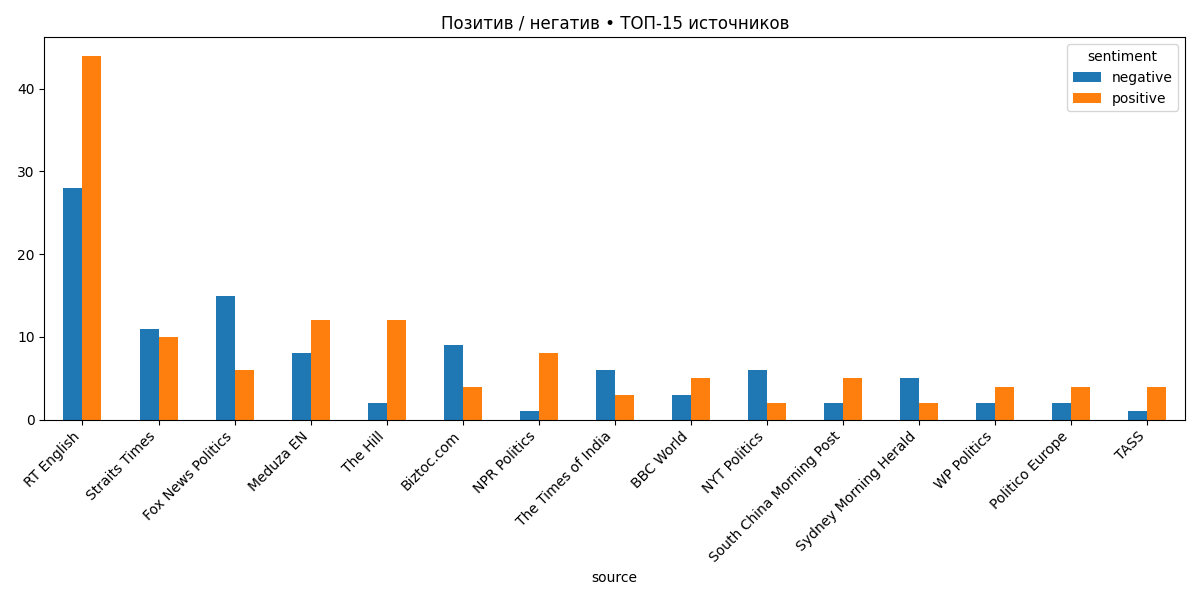 Позитив / негатив • ТОП-15 источников
sentiment
negative
positive
40
30
20
10
0
RT English
Straits Times
Fox News Politics
Meduza EN
The Hill
Biztoc.com
NPR Politics
The Times of India
BBC World
NYT Politics
South China Morning Post
Sydney Morning Herald
WP Politics
Politico Europe
TASS
source